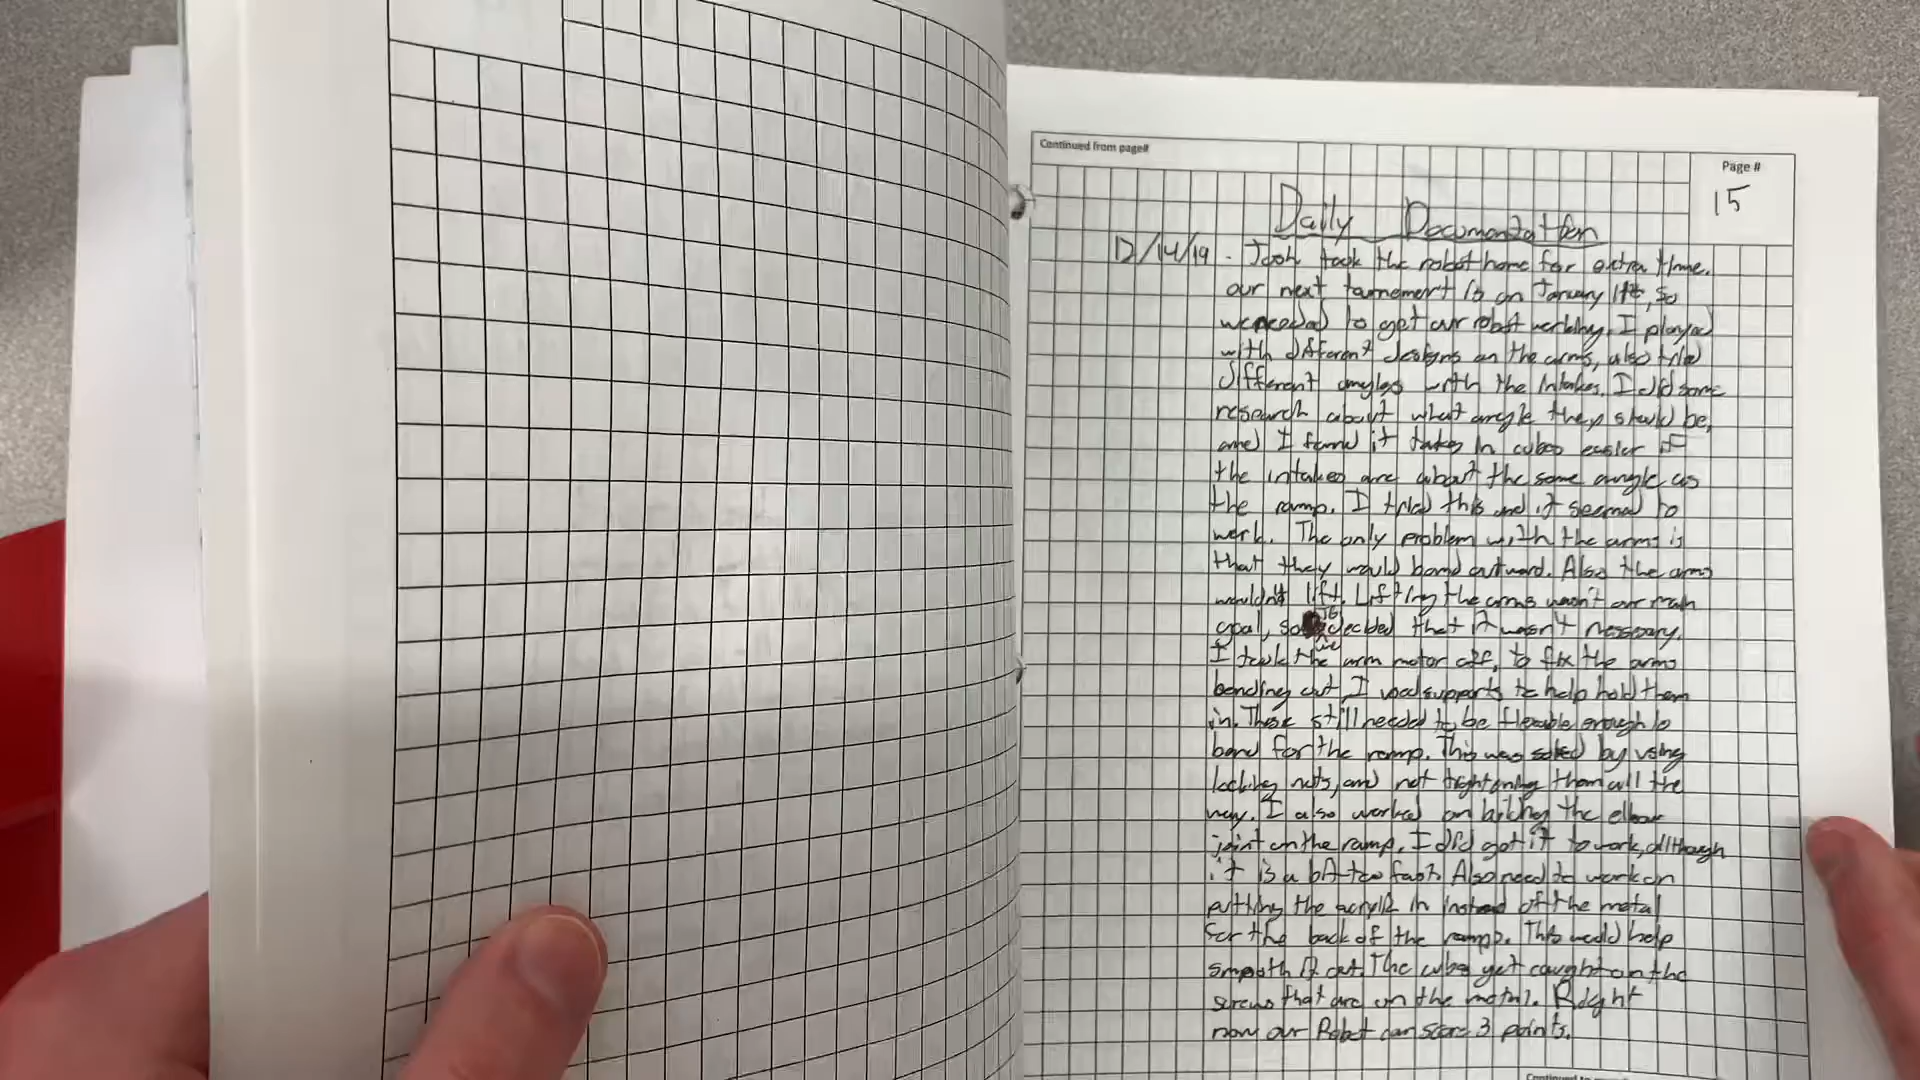 Continued from page#
Page #
15
Daily Documentation
12/14/19 - Josh took the robot home for extra time.
our next tournement is on January 11th, so
we needed to get our robot working. I played
with different designs on the arms, also tried
different angles with the intakes. I did some
research about what angle they should be,
and I found it takes in cubes easier if
the intakes are about the same angle as
the ramp. I tried this and it seemed to
work. The only problem with the arms is
that they would bend outward. Also the arms
wouldn't lift. Lifting the arms wasn't our main
goal, so we decided that it wasn't nessesary.
I took the arm motor off, to fix the arms
bending out I used supports to help hold them
in. These still needed to be flexable enough to
bend for the ramp. This was solved by using
locking nuts, and not tightening them all the
way. I also worked on the elbow
joint on the ramp. I did get it to work, allthough
it is a bit too fast. Also need to work on
putting the acrylic in instead of the metal
for the back of the ramp. This would help
smooth it out. The cubes get caught on the
screws that are on the metal. Right
now our Robot can score 3 points.